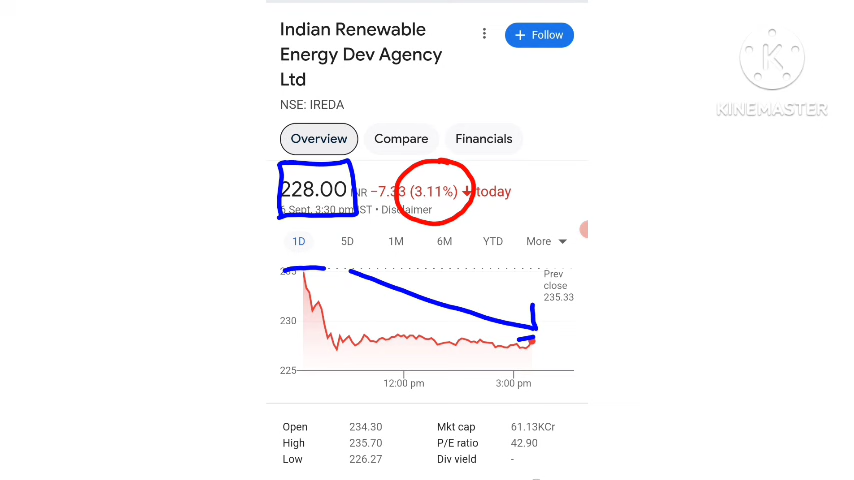 Indian Renewable
Energy Dev Agency
Ltd
+ Follow
NSE: IREDA
K
KINEMASTER
Overview
Compare
Financials
228.00 INR −7.33 (3.11%) ↓ today
6 Sept, 3:30 pm IST • Disclaimer
1D 5D 1M 6M YTD More
235
Prev
close
235.33
230
225
12:00 pm 3:00 pm
Open 234.30 Mkt cap 61.13KCr
High 235.70 P/E ratio 42.90
Low 226.27 Div yield -